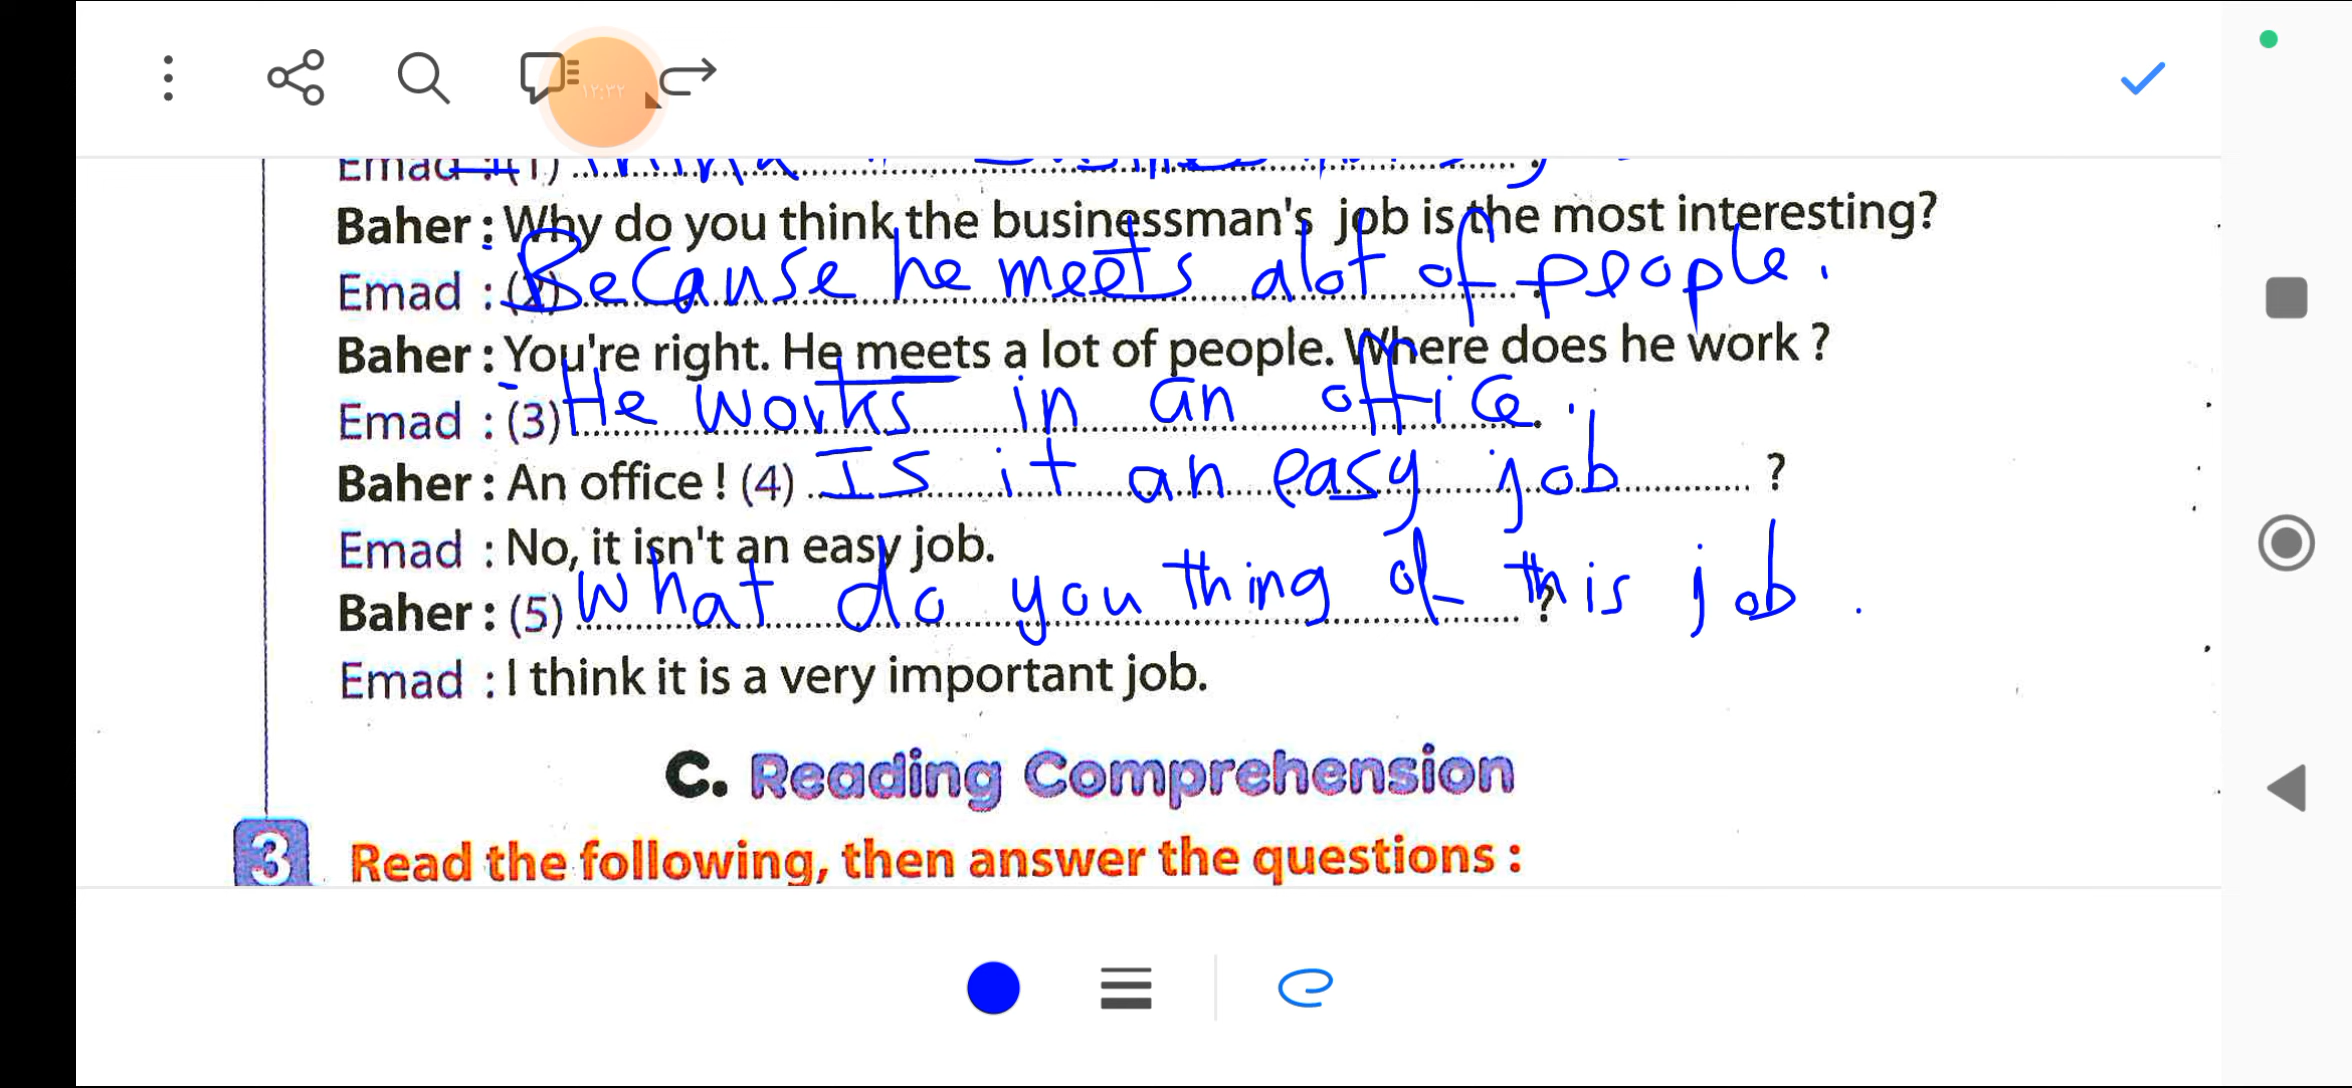 ١٢:٣٢
Emad : (1)
Baher : Why do you think the businessman's job is the most interesting?
Emad : (2) Because he meets alot of people.
Baher : You're right. He meets a lot of people. Where does he work ?
Emad : (3) He works in an office.
Baher : An office ! (4) Is it an easy job ?
Emad : No, it isn't an easy job.
Baher : (5) What do you thing of this job ?
Emad : I think it is a very important job.
C. Reading Comprehension
3 Read the following, then answer the questions :